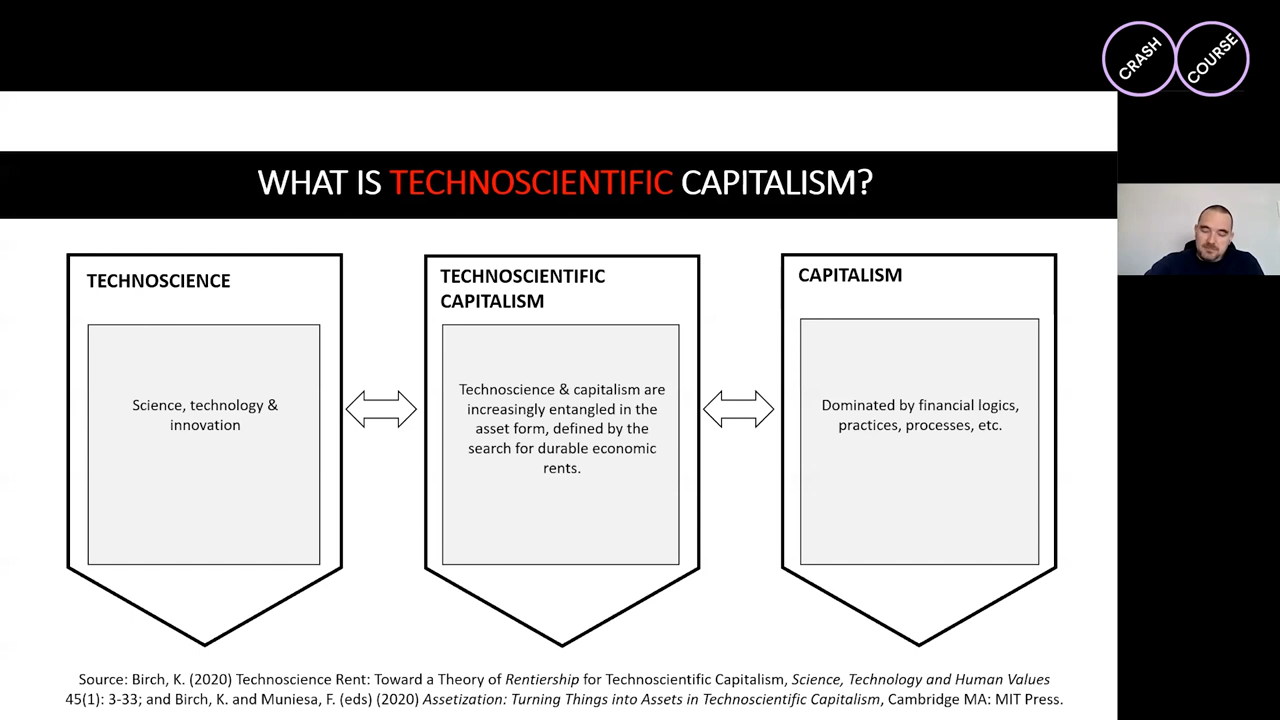 CRASH COURSE
WHAT IS TECHNOSCIENTIFIC CAPITALISM?
TECHNOSCIENCE
Science, technology &
innovation
TECHNOSCIENTIFIC
CAPITALISM
Technoscience & capitalism are
increasingly entangled in the
asset form, defined by the
search for durable economic
rents.
CAPITALISM
Dominated by financial logics,
practices, processes, etc.
Source: Birch, K. (2020) Technoscience Rent: Toward a Theory of Rentiership for Technoscientific Capitalism, Science, Technology and Human Values
45(1): 3-33; and Birch, K. and Muniesa, F. (eds) (2020) Assetization: Turning Things into Assets in Technoscientific Capitalism, Cambridge MA: MIT Press.